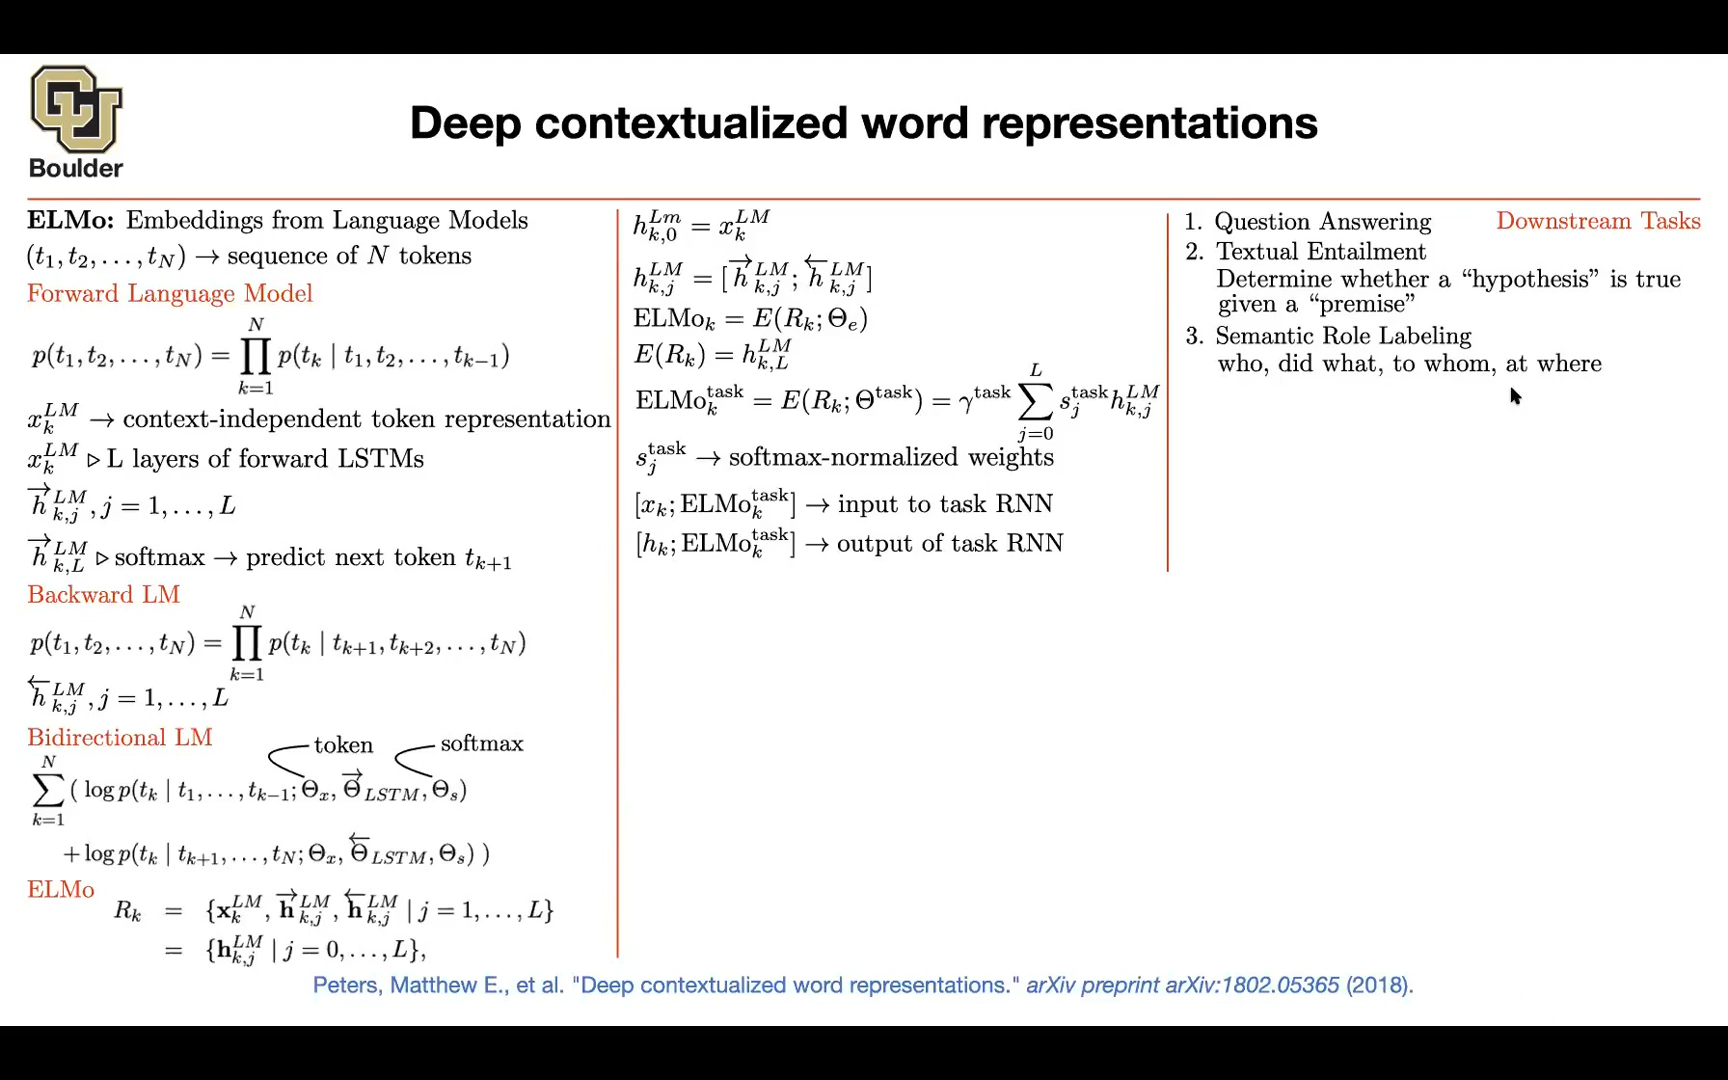 CU
Boulder
Deep contextualized word representations
ELMo: Embeddings from Language Models
(t₁, t₂, . . . , t_N) → sequence of N tokens
Forward Language Model
p(t₁, t₂, . . . , t_N) = ∏_{k=1}^{N} p(t_k | t₁, t₂, . . . , t_{k−1})
x_k^{LM} → context-independent token representation
x_k^{LM} ▷ L layers of forward LSTMs
\overrightarrow{h}_{k,j}^{LM}, j = 1, . . . , L
\overrightarrow{h}_{k,L}^{LM} ▷ softmax → predict next token t_{k+1}
Backward LM
p(t₁, t₂, . . . , t_N) = ∏_{k=1}^{N} p(t_k | t_{k+1}, t_{k+2}, . . . , t_N)
\overleftarrow{h}_{k,j}^{LM}, j = 1, . . . , L
Bidirectional LM
token
softmax
∑_{k=1}^{N} ( log p(t_k | t₁, . . . , t_{k−1}; Θ_x, \overrightarrow{Θ}_{LSTM}, Θ_s)
+ log p(t_k | t_{k+1}, . . . , t_N; Θ_x, \overleftarrow{Θ}_{LSTM}, Θ_s) )
ELMo
R_k = {x_k^{LM}, \overrightarrow{h}_{k,j}^{LM}, \overleftarrow{h}_{k,j}^{LM} | j = 1, . . . , L}
= {h_{k,j}^{LM} | j = 0, . . . , L},
h_{k,0}^{Lm} = x_k^{LM}
h_{k,j}^{LM} = [\overrightarrow{h}_{k,j}^{LM}; \overleftarrow{h}_{k,j}^{LM}]
ELMo_k = E(R_k; Θ_e)
E(R_k) = h_{k,L}^{LM}
ELMo_k^{task} = E(R_k; Θ^{task}) = γ^{task} ∑_{j=0}^{L} s_j^{task} h_{k,j}^{LM}
s_j^{task} → softmax-normalized weights
[x_k; ELMo_k^{task}] → input to task RNN
[h_k; ELMo_k^{task}] → output of task RNN
Downstream Tasks
1. Question Answering
2. Textual Entailment
Determine whether a “hypothesis” is true
given a “premise”
3. Semantic Role Labeling
who, did what, to whom, at where
Peters, Matthew E., et al. "Deep contextualized word representations." arXiv preprint arXiv:1802.05365 (2018).